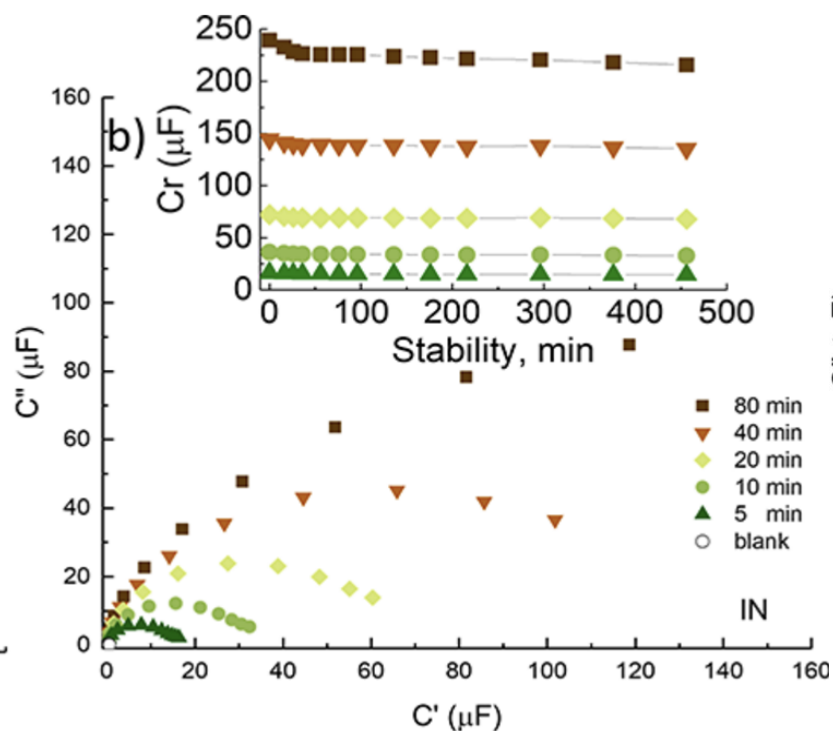 b)
Cr (μF)
250
200
150
100
50
0
0 100 200 300 400 500
Stability, min
C" (μF)
160
140
120
100
80
60
40
20
0
80 min
40 min
20 min
10 min
5 min
blank
IN
0 20 40 60 80 100 120 140 160
C' (μF)